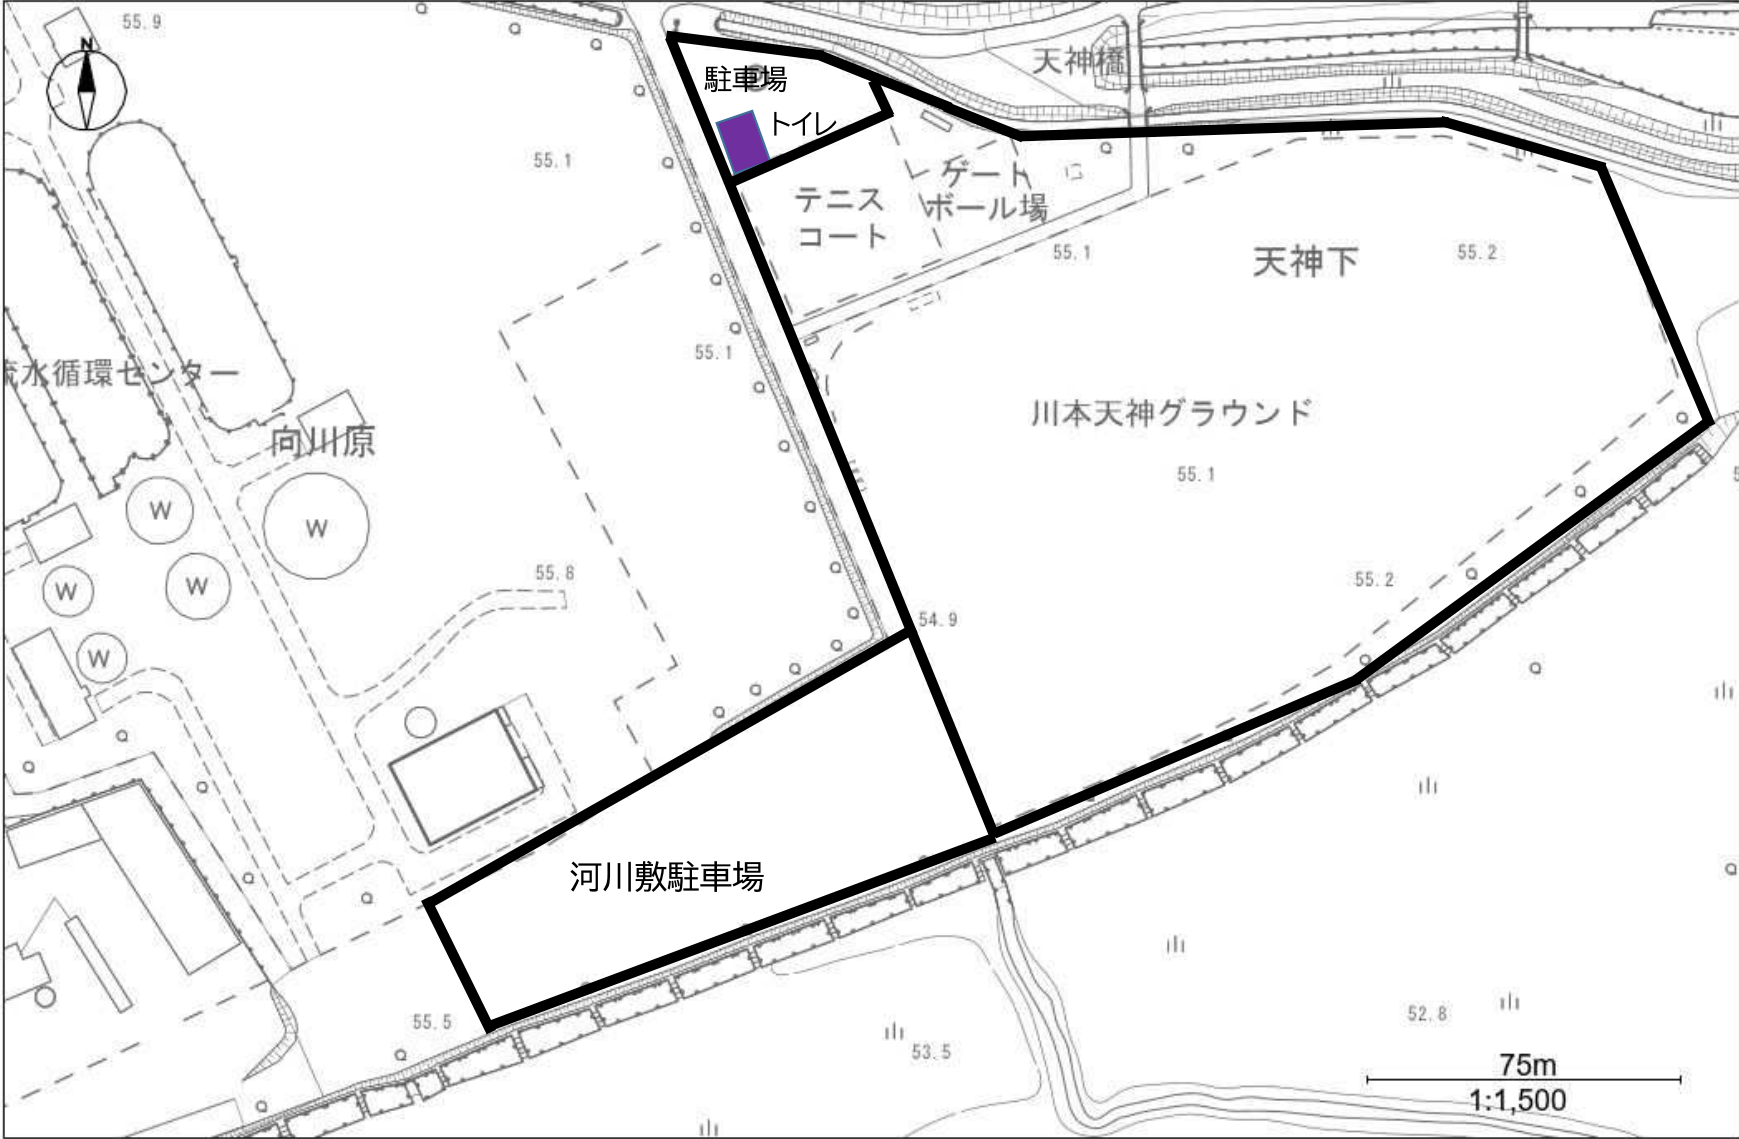 55.9
N
天神橋
駐車場
トイレ
55.1
ゲート
ボール場
テニス
コート
55.1
天神下
55.2
55.1
流水循環センター
川本天神グラウンド
向川原
55.1
W
W
55.8
55.2
W
W
54.9
W
河川敷駐車場
55.5
52.8
53.5
75m
1:1,500